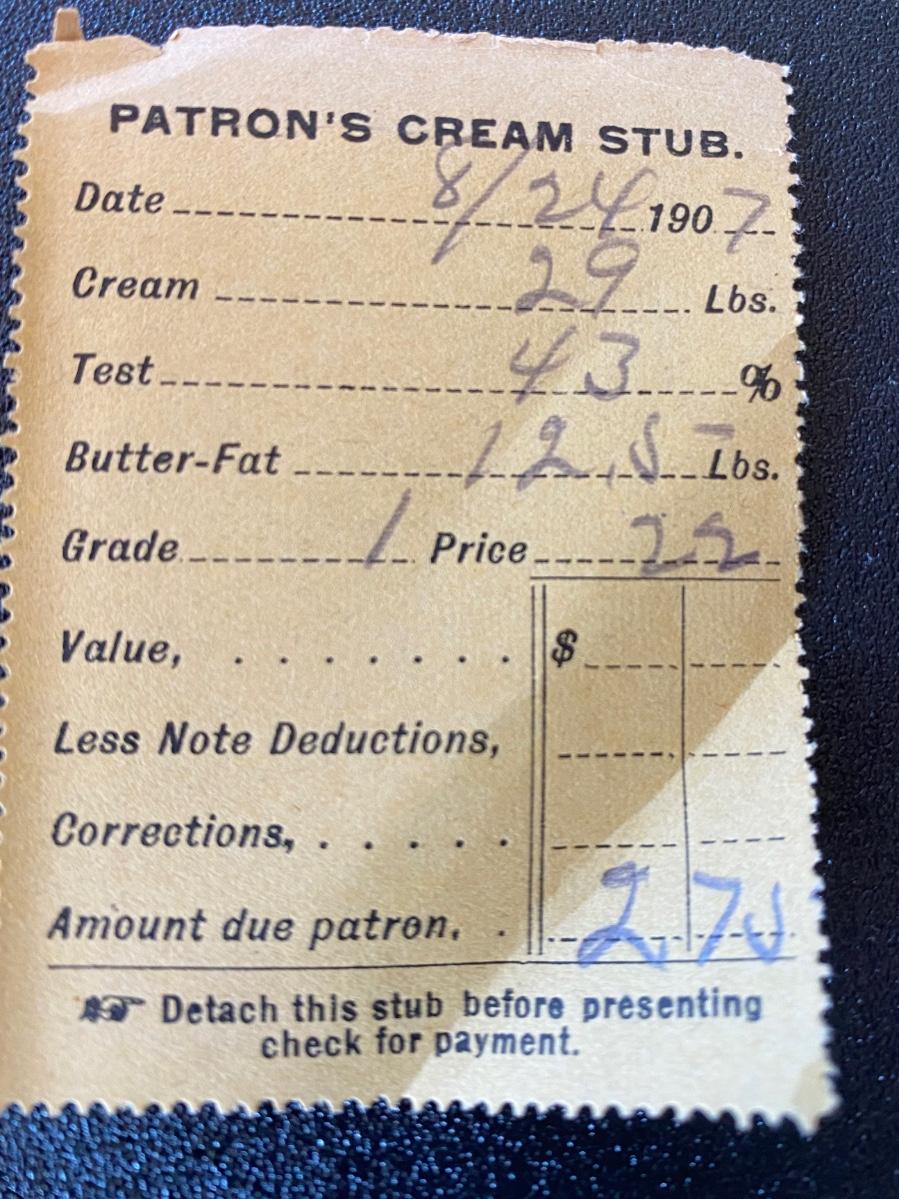 PATRON'S CREAM STUB.
Date 8/24 1907
Cream 29 Lbs.
Test 43 %
Butter-Fat 12.5 Lbs.
Grade 1 Price 22
Value, . . . . . . . $
Less Note Deductions,
Corrections, . . . . .
Amount due patron, . 2 75
☞ Detach this stub before presenting
check for payment.